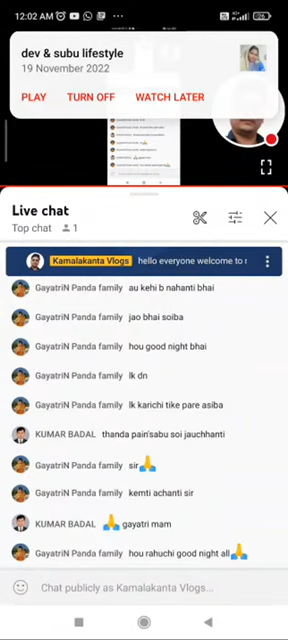 12:02 AM
26
dev & subu lifestyle
19 November 2022
PLAY TURN OFF WATCH LATER
Live chat
Top chat 1
Kamalakanta Vlogs hello everyone welcome to
GayatriN Panda family au kehi b nahanti bhai
GayatriN Panda family jao bhai soiba
GayatriN Panda family hou good night bhai
GayatriN Panda family lk dn
GayatriN Panda family lk karichi tike pare asiba
KUMAR BADAL thanda pain'sabu soi jauchhanti
GayatriN Panda family sir🙏
GayatriN Panda family kemti achanti sir
KUMAR BADAL 🙏 gayatri mam
GayatriN Panda family hou rahuchi good night all🙏
Chat publicly as Kamalakanta Vlogs...